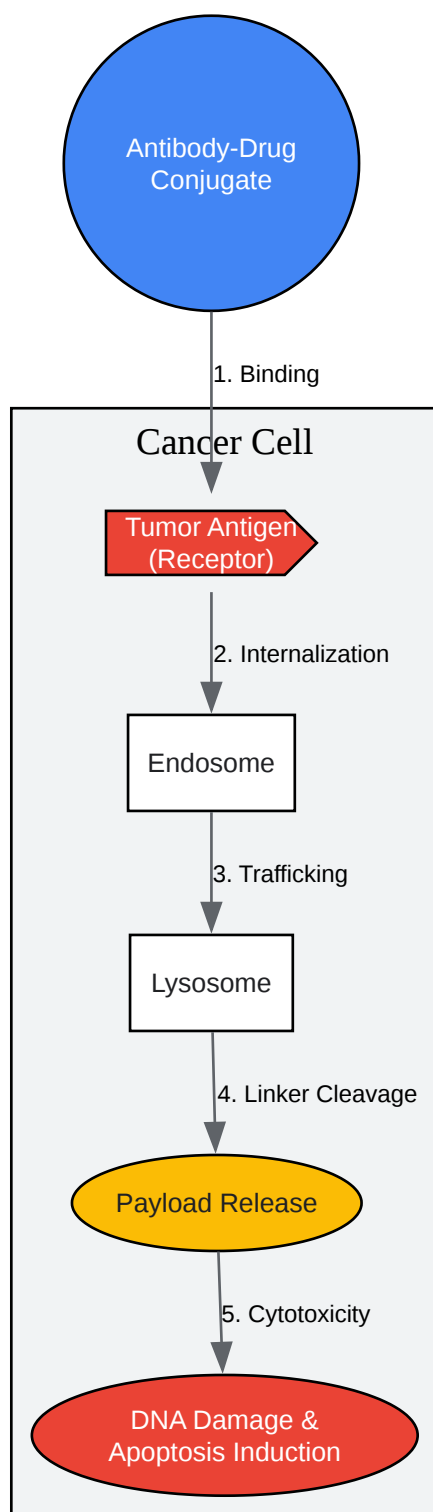 Antibody-Drug
Conjugate
1. Binding
Cancer Cell
Tumor Antigen
(Receptor)
2. Internalization
Endosome
3. Trafficking
Lysosome
4. Linker Cleavage
Payload Release
5. Cytotoxicity
DNA Damage &
Apoptosis Induction